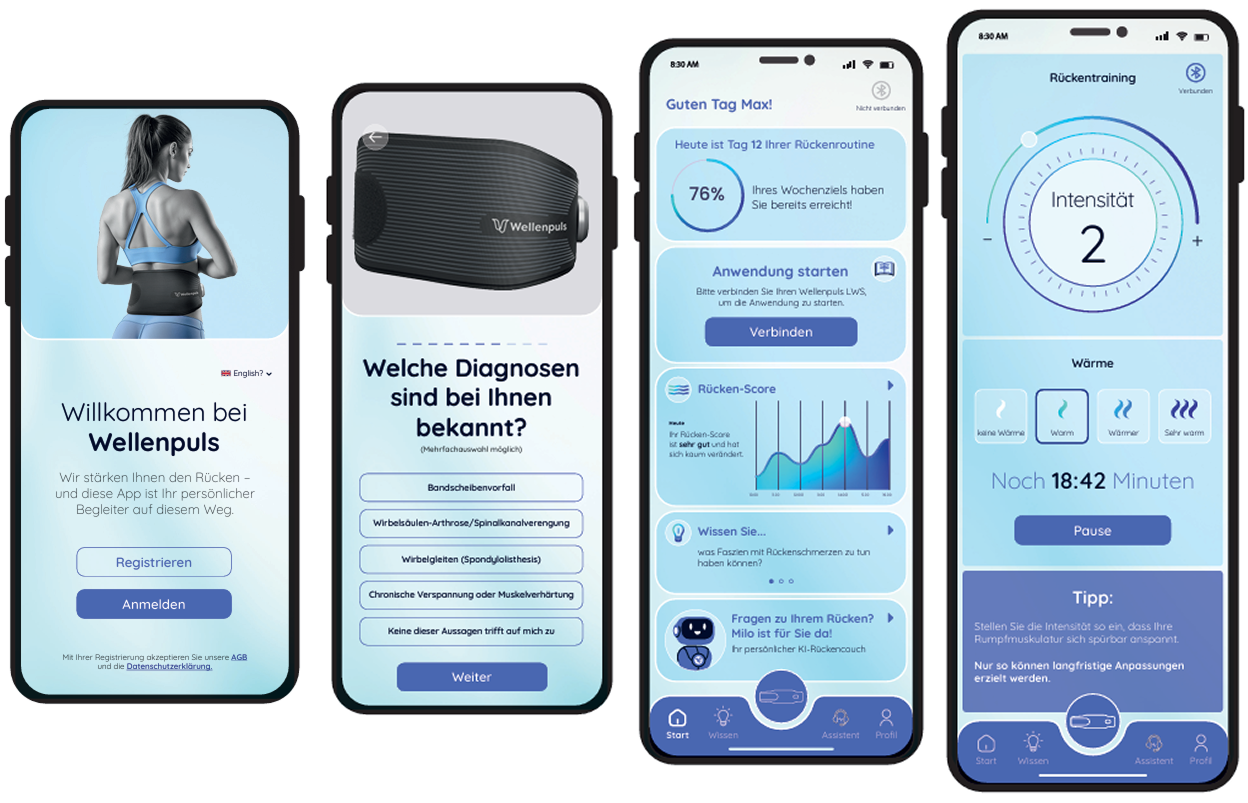 Wellenpuls
English?
Willkommen bei
Wellenpuls
Wir stärken Ihnen den Rücken –
und diese App ist Ihr persönlicher
Begleiter auf diesem Weg.
Registrieren
Anmelden
Mit Ihrer Registrierung akzeptieren Sie unsere AGB
und die Datenschutzerklärung.
Wellenpuls
Welche Diagnosen
sind bei Ihnen
bekannt?
(Mehrfachauswahl möglich)
Bandscheibenvorfall
Wirbelsäulen-Arthrose/Spinalkanalverengung
Wirbelgleiten (Spondylolisthesis)
Chronische Verspannung oder Muskelverhärtung
Keine dieser Aussagen trifft auf mich zu
Weiter
8:30 AM
Guten Tag Max!
Nicht verbunden
Heute ist Tag 12 Ihrer Rückenroutine
76%
Ihres Wochenziels haben
Sie bereits erreicht!
Anwendung starten
Bitte verbinden Sie Ihren Wellenpuls LWS,
um die Anwendung zu starten.
Verbinden
Rücken-Score
Heute
Ihr Rücken-Score
ist sehr gut und hat
sich kaum verändert.
Wissen Sie...
was Faszien mit Rückenschmerzen zu tun
haben können?
Fragen zu Ihrem Rücken?
Milo ist für Sie da!
Ihr persönlicher KI-Rückencouch
Start
Wissen
Assistent
Profil
8:30 AM
Rückentraining
Verbunden
Intensität
2
− +
Wärme
keine Wärme
Warm
Wärmer
Sehr warm
Noch 18:42 Minuten
Pause
Tipp:
Stellen Sie die Intensität so ein, dass Ihre
Rumpfmuskulatur sich spürbar anspannt.
Nur so können langfristige Anpassungen
erzielt werden.
Start
Wissen
Assistent
Profil